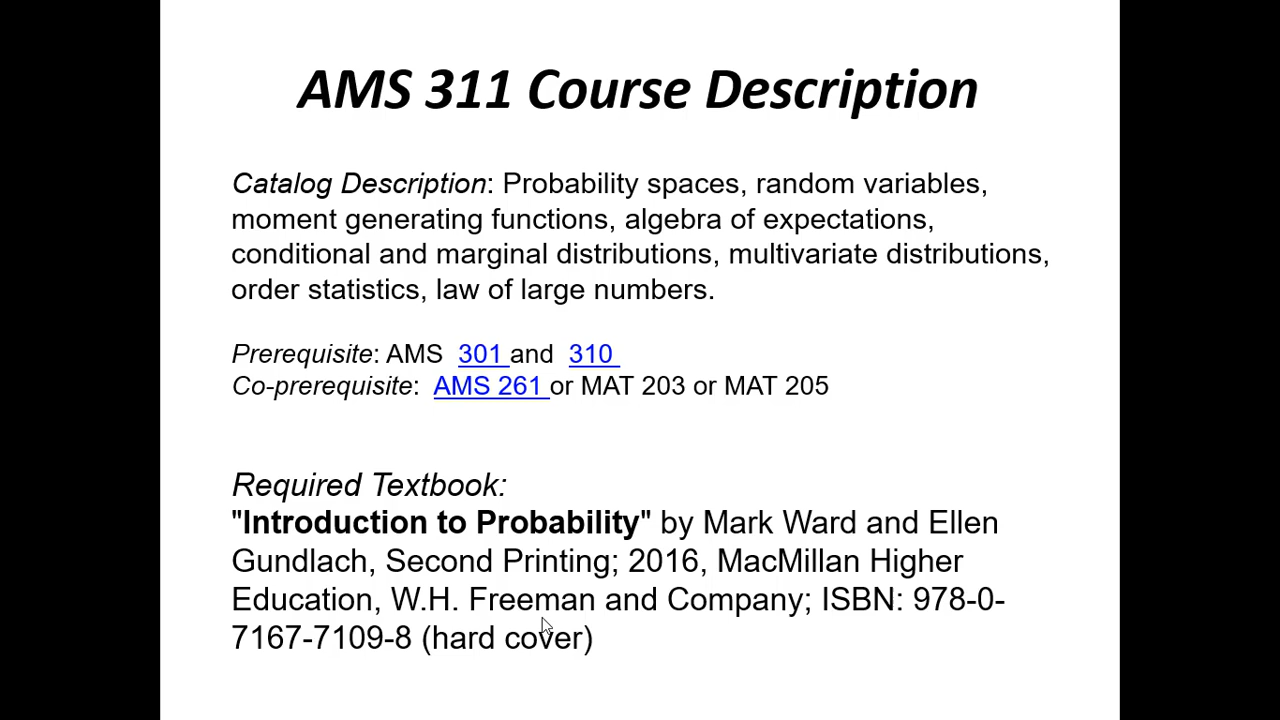 AMS 311 Course Description
Catalog Description: Probability spaces, random variables,
moment generating functions, algebra of expectations,
conditional and marginal distributions, multivariate distributions,
order statistics, law of large numbers.
Prerequisite: AMS 301 and 310
Co-prerequisite: AMS 261 or MAT 203 or MAT 205
Required Textbook:
"Introduction to Probability" by Mark Ward and Ellen
Gundlach, Second Printing; 2016, MacMillan Higher
Education, W.H. Freeman and Company; ISBN: 978-0-
7167-7109-8 (hard cover)